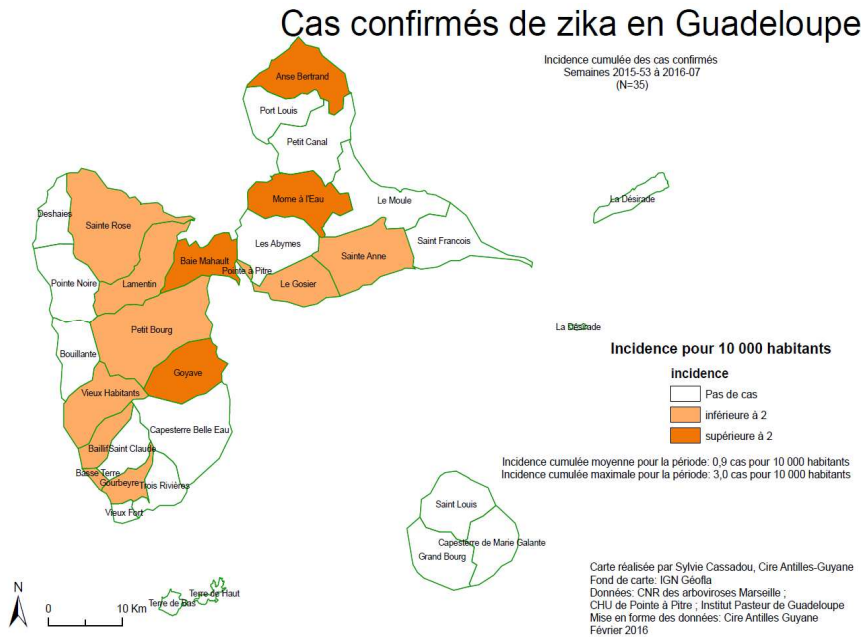 Cas confirmés de zika en Guadeloupe
Incidence cumulée des cas confirmés
Semaines 2015-53 à 2016-07
(N=35)
Anse Bertrand
Port Louis
Petit Canal
Morne à l'Eau
Le Moule
La Désirade
Deshaies
Sainte Rose
Les Abymes
Saint Francois
Sainte Anne
Baie Mahault
Pointe à Pitre
Pointe Noire
Lamentin
Le Gosier
Petit Bourg
La Désirade
Bouillante
Goyave
Vieux Habitants
Capesterre Belle Eau
Baillif
Saint Claude
Basse Terre
Gourbeyre
Trois Rivières
Vieux Fort
Terre de Haut
Terre de Bas
Saint Louis
Capesterre de Marie Galante
Grand Bourg
Incidence pour 10 000 habitants
incidence
Pas de cas
inférieure à 2
supérieure à 2
Incidence cumulée moyenne pour la période: 0,9 cas pour 10 000 habitants
Incidence cumulée maximale pour la période: 3,0 cas pour 10 000 habitants
N
0 10 Km
Carte réalisée par Sylvie Cassadou, Cire Antilles-Guyane
Fond de carte: IGN Géofla
Données: CNR des arboviroses Marseille ;
CHU de Pointe à Pitre ; Institut Pasteur de Guadeloupe
Mise en forme des données: Cire Antilles Guyane
Février 2016